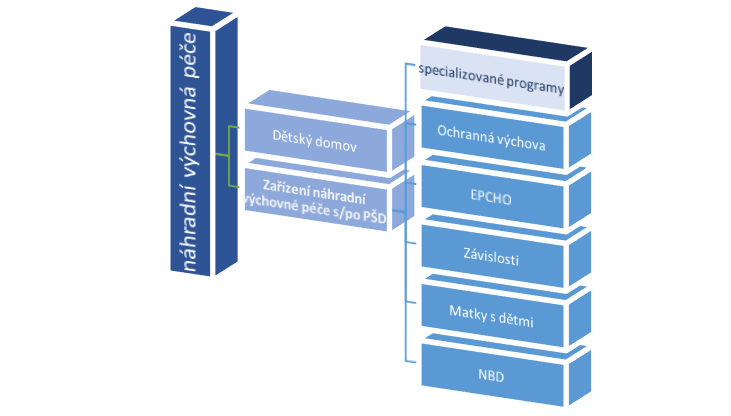 náhradní výchovná péče
Dětský domov
Zařízení náhradní
výchovné péče s/po PŠD
specializované programy
Ochranná výchova
EPCHO
Závislosti
Matky s dětmi
NBD